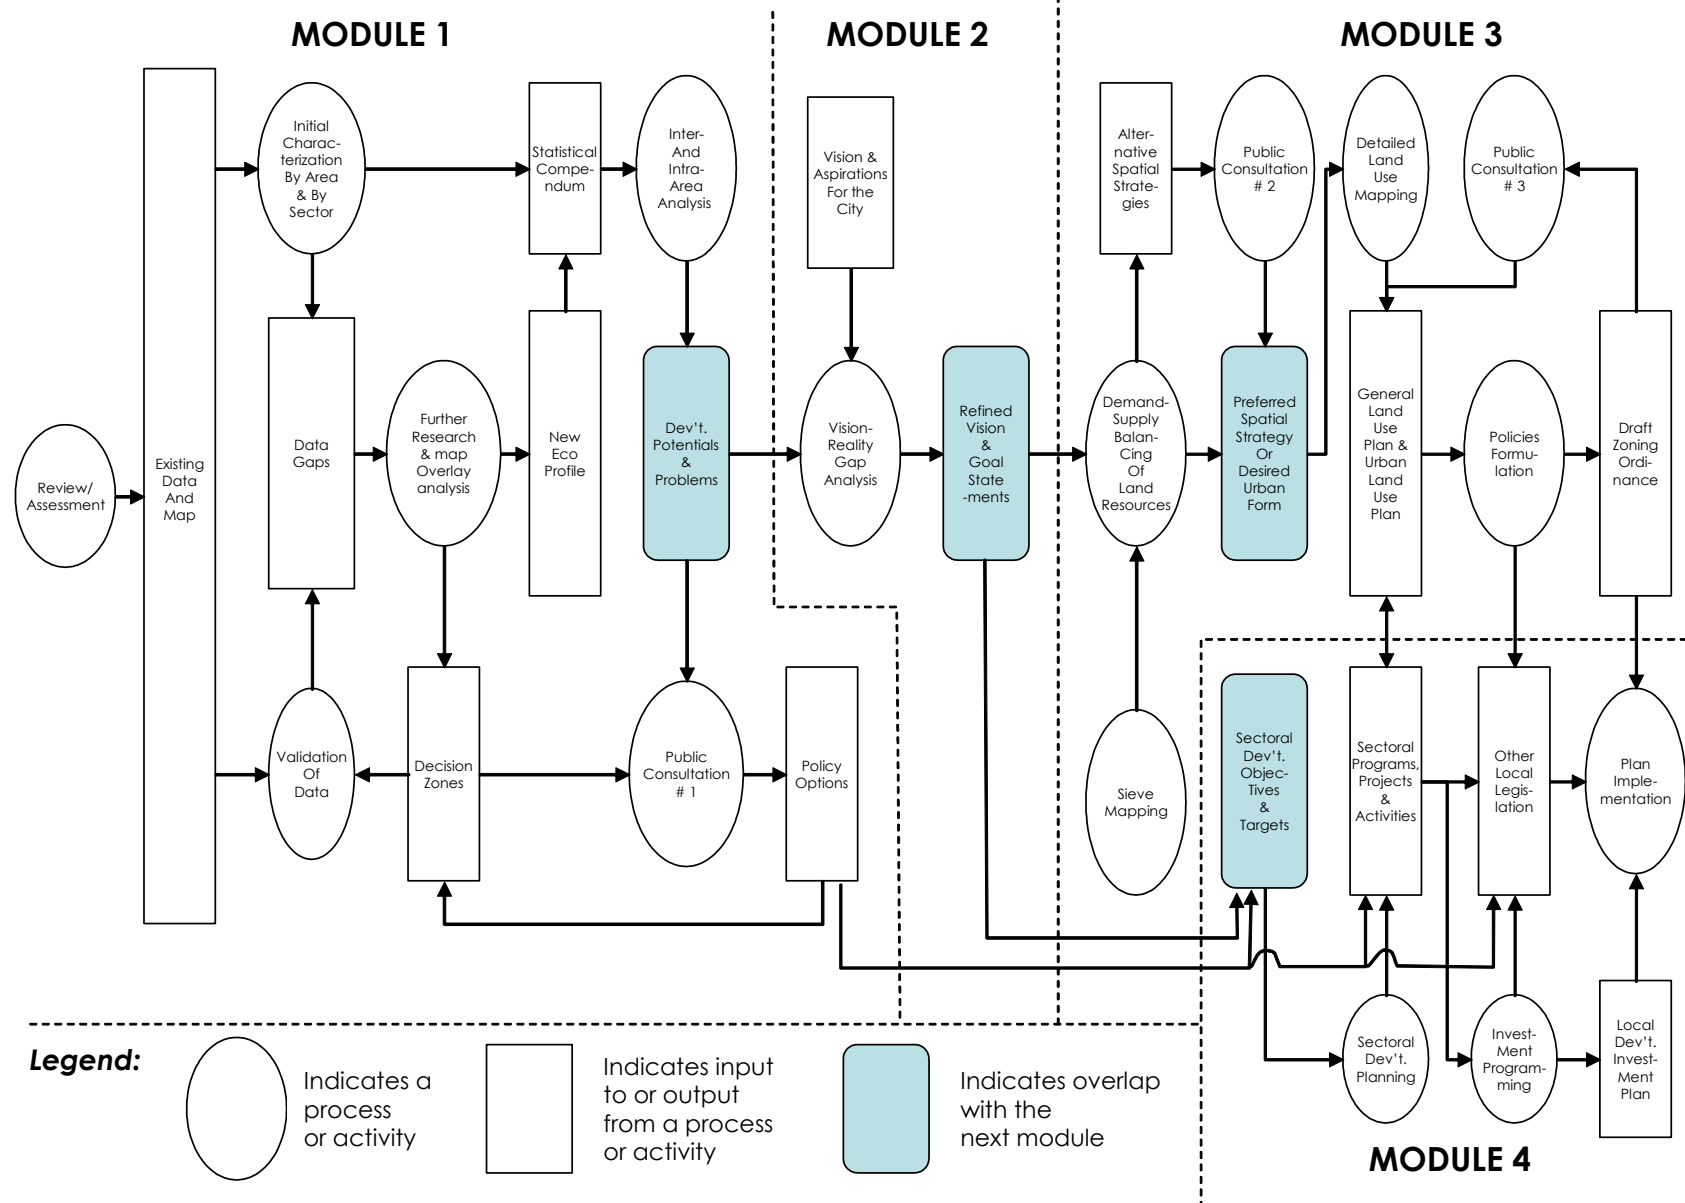 MODULE 1
MODULE 2
MODULE 3
Initial
Charac-
terization
By Area
& By
Sector
Statistical
Compe-
ndum
Inter-
And
Intra-
Area
Analysis
Vision &
Aspirations
For the
City
Alter-
native
Spatial
Strate-
gies
Public
Consultation
# 2
Detailed
Land
Use
Mapping
Public
Consultation
# 3
Review/
Assessment
Existing
Data
And
Map
Data
Gaps
Further
Research
& map
Overlay
analysis
New
Eco
Profile
Dev't.
Potentials
&
Problems
Vision-
Reality
Gap
Analysis
Refined
Vision
&
Goal
State
-ments
Demand-
Supply
Balan-
Cing
Of
Land
Resources
Preferred
Spatial
Strategy
Or
Desired
Urban
Form
General
Land
Use
Plan &
Urban
Land
Use
Plan
Policies
Formu-
lation
Draft
Zoning
Ordi-
nance
Validation
Of
Data
Decision
Zones
Public
Consultation
# 1
Policy
Options
Sieve
Mapping
Sectoral
Dev't.
Objec-
Tives
&
Targets
Sectoral
Programs,
Projects
&
Activities
Other
Local
Legis-
lation
Plan
Imple-
mentation
Sectoral
Dev't.
Planning
Invest-
Ment
Program-
ming
Local
Dev't.
Invest-
Ment
Plan
MODULE 4
Legend:
Indicates a
process
or activity
Indicates input
to or output
from a process
or activity
Indicates overlap
with the
next module